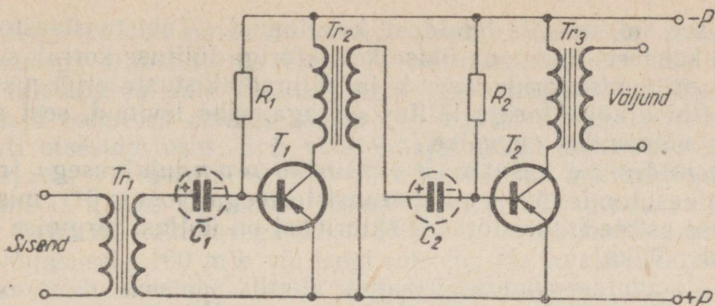 Tr₂
Tr₃
−P
R₁
R₂
Väljund
T₁
T₂
Tr₁
+ −
C₁
+ −
C₂
Sisend
+P